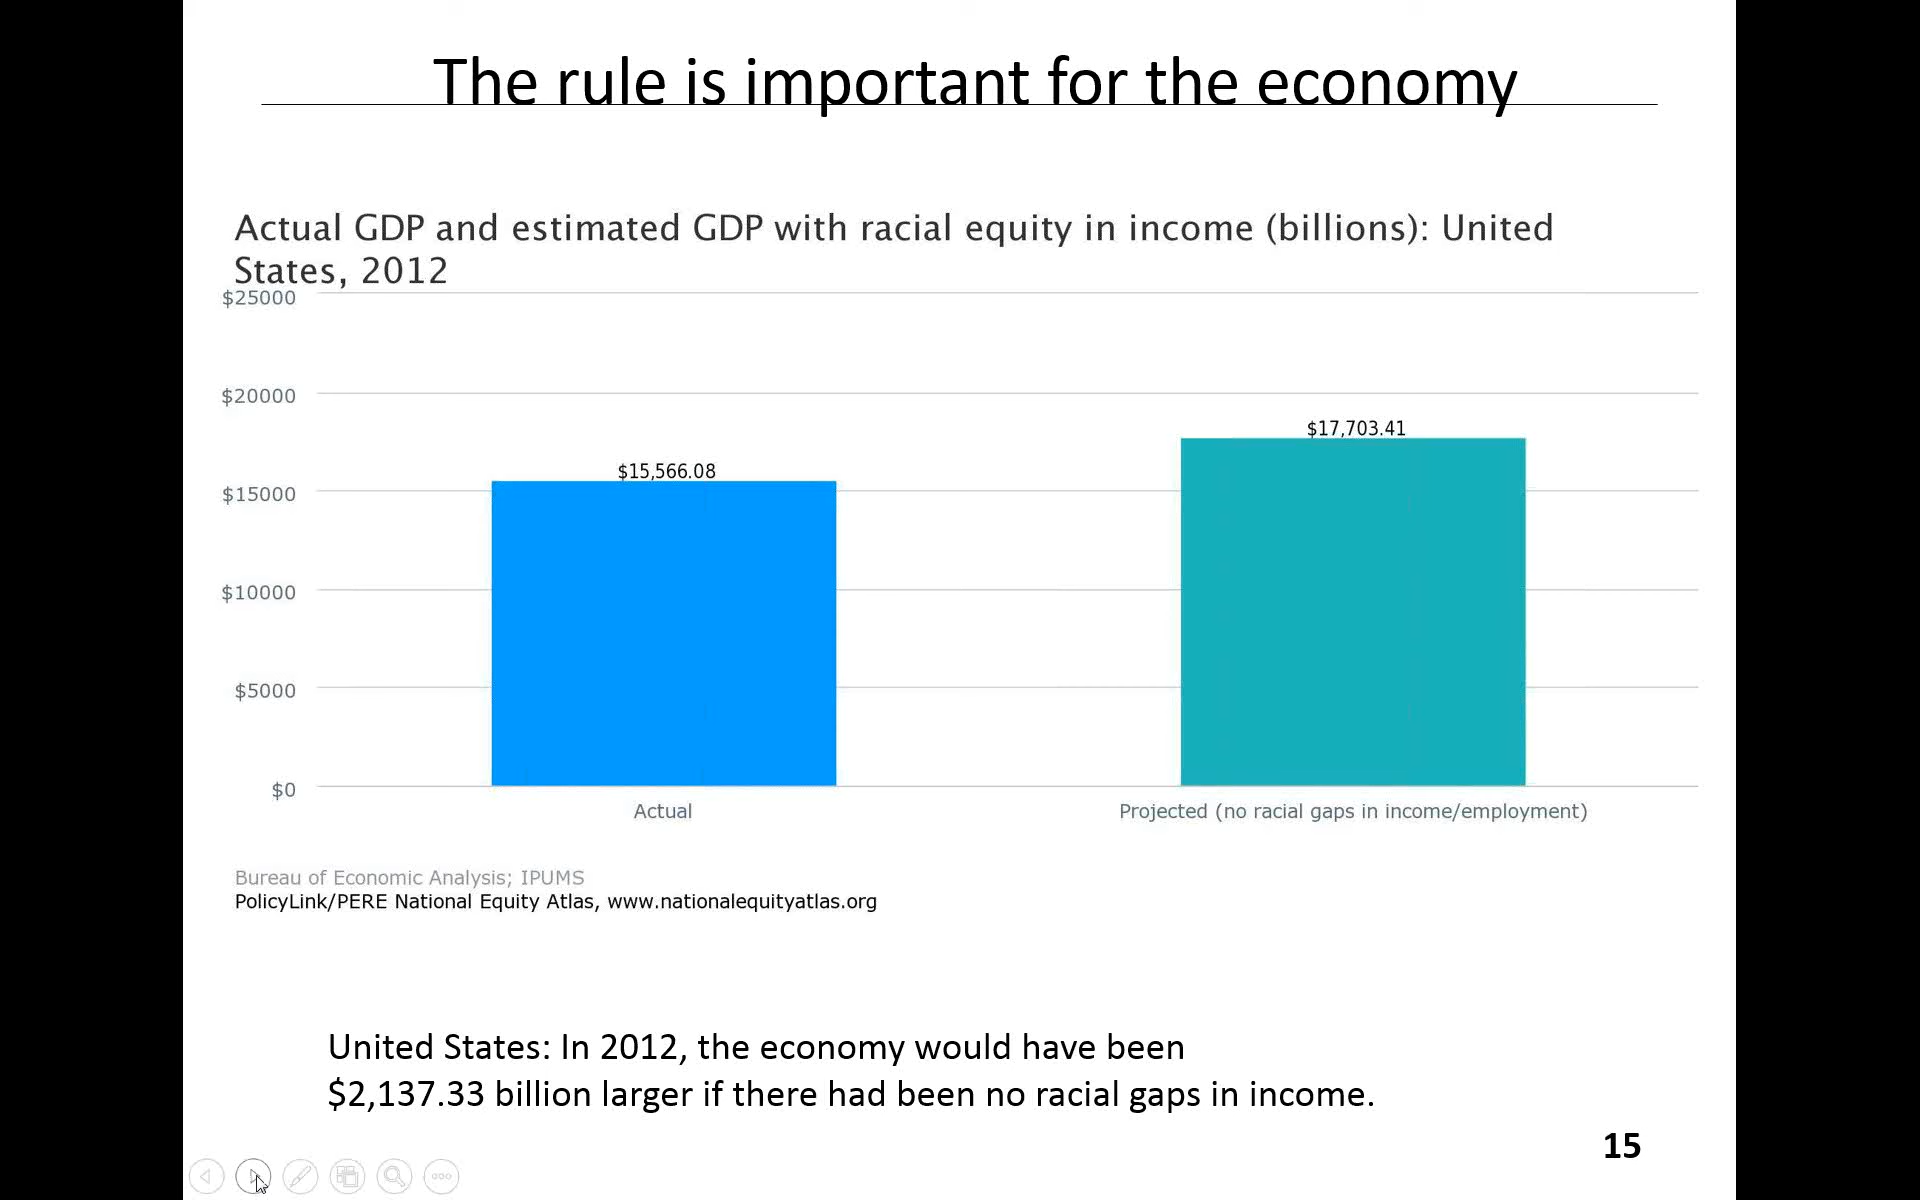 The rule is important for the economy
Actual GDP and estimated GDP with racial equity in income (billions): United
States, 2012
$25000
$20000
$17,703.41
$15,566.08
$15000
$10000
$5000
$0
Actual
Projected (no racial gaps in income/employment)
Bureau of Economic Analysis; IPUMS
PolicyLink/PERE National Equity Atlas, www.nationalequityatlas.org
United States: In 2012, the economy would have been
$2,137.33 billion larger if there had been no racial gaps in income.
15